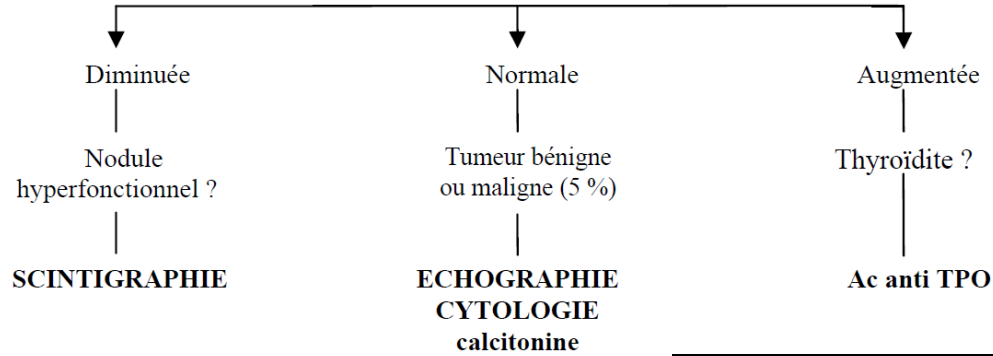 Diminuée
Normale
Augmentée
Nodule
hyperfonctionnel ?
Tumeur bénigne
ou maligne (5 %)
Thyroïdite ?
SCINTIGRAPHIE
ECHOGRAPHIE
CYTOLOGIE
calcitonine
Ac anti TPO